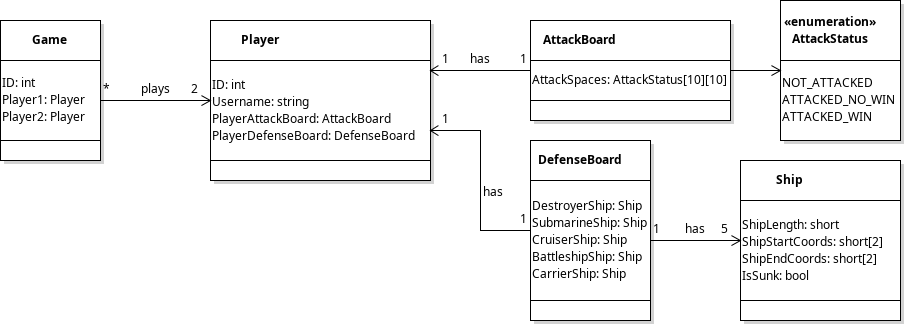 Game
ID: int
Player1: Player
Player2: Player
* plays 2
Player
ID: int
Username: string
PlayerAttackBoard: AttackBoard
PlayerDefenseBoard: DefenseBoard
1 has 1
AttackBoard
AttackSpaces: AttackStatus[10][10]
«enumeration»
AttackStatus
NOT_ATTACKED
ATTACKED_NO_WIN
ATTACKED_WIN
1
has
1
DefenseBoard
DestroyerShip: Ship
SubmarineShip: Ship
CruiserShip: Ship
BattleshipShip: Ship
CarrierShip: Ship
1 has 5
Ship
ShipLength: short
ShipStartCoords: short[2]
ShipEndCoords: short[2]
IsSunk: bool